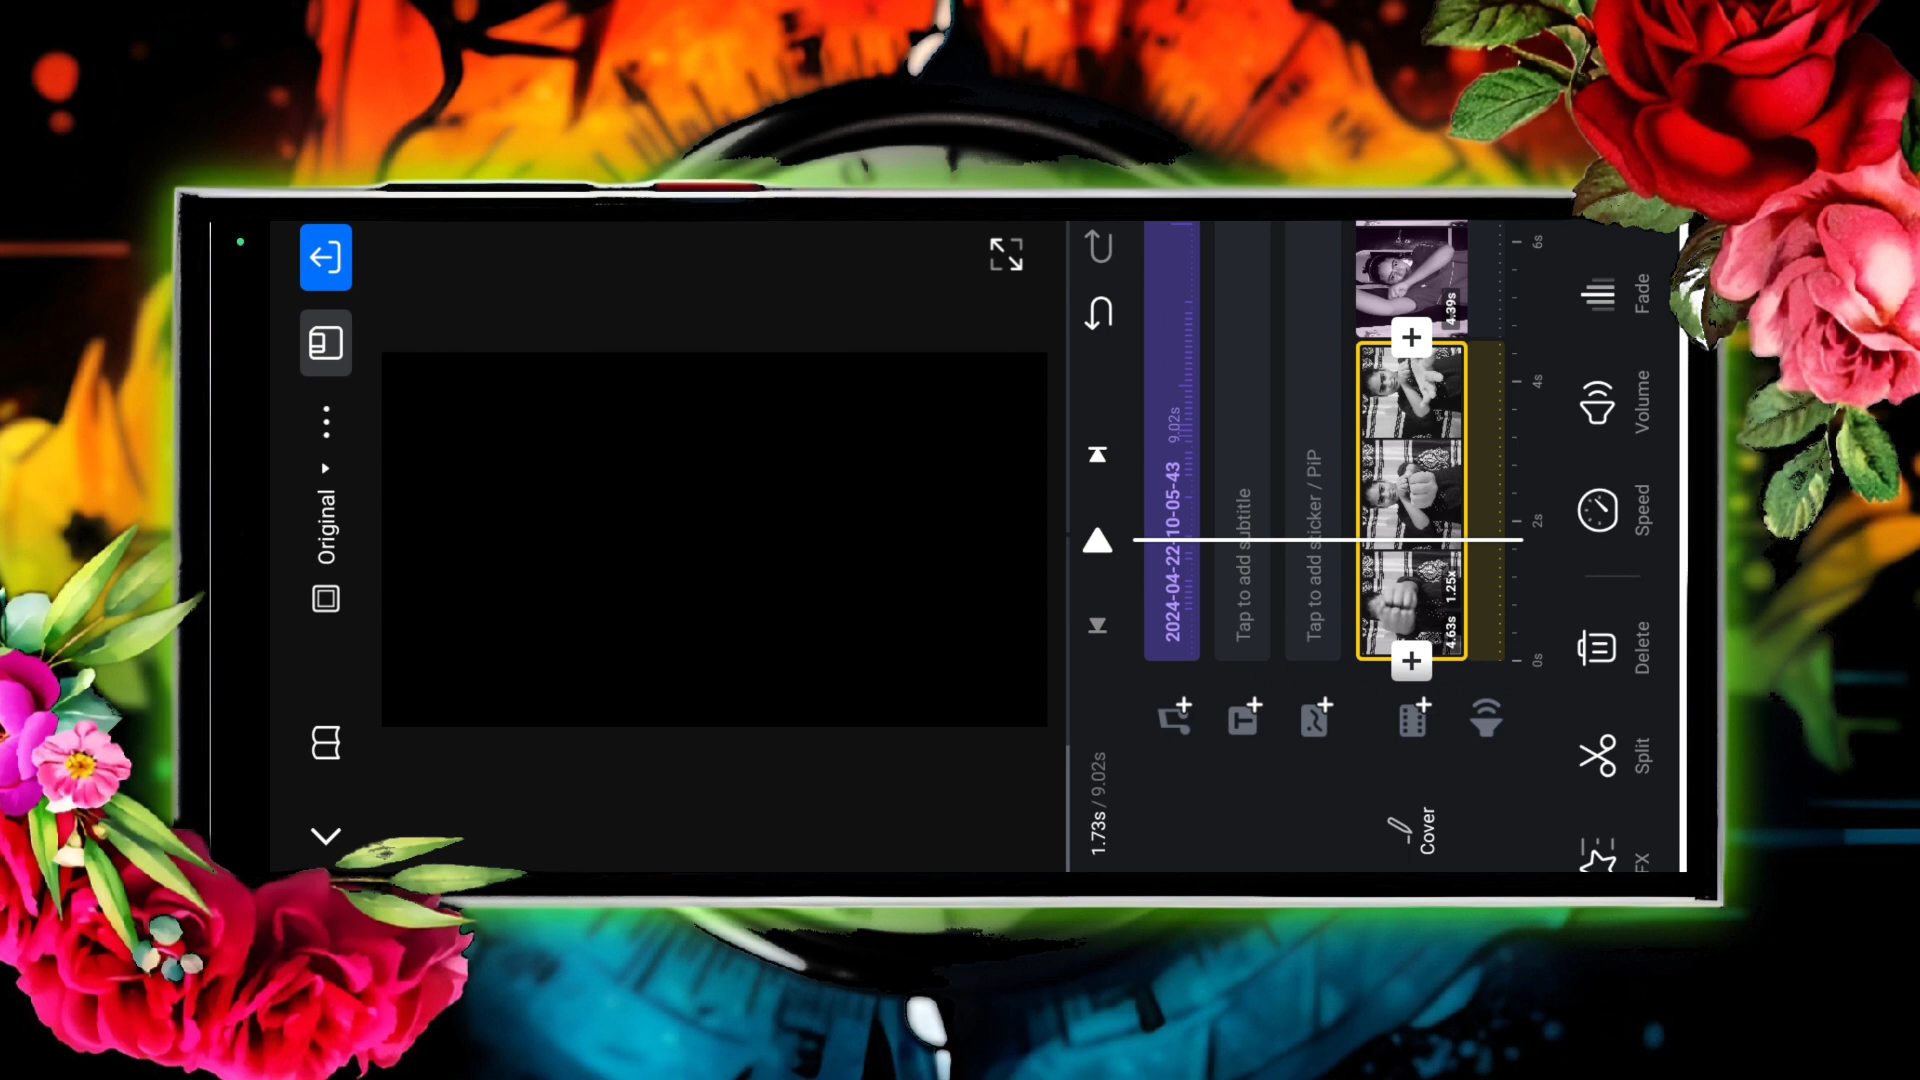 Original
1.73s / 9.02s
2024-04-22-10-05-43 9.02s
Tap to add subtitle
Tap to add sticker / PiP
Cover
4.63s 1.25x
4.39s
0s 2s 4s 6s
FX Split Delete Speed Volume Fade